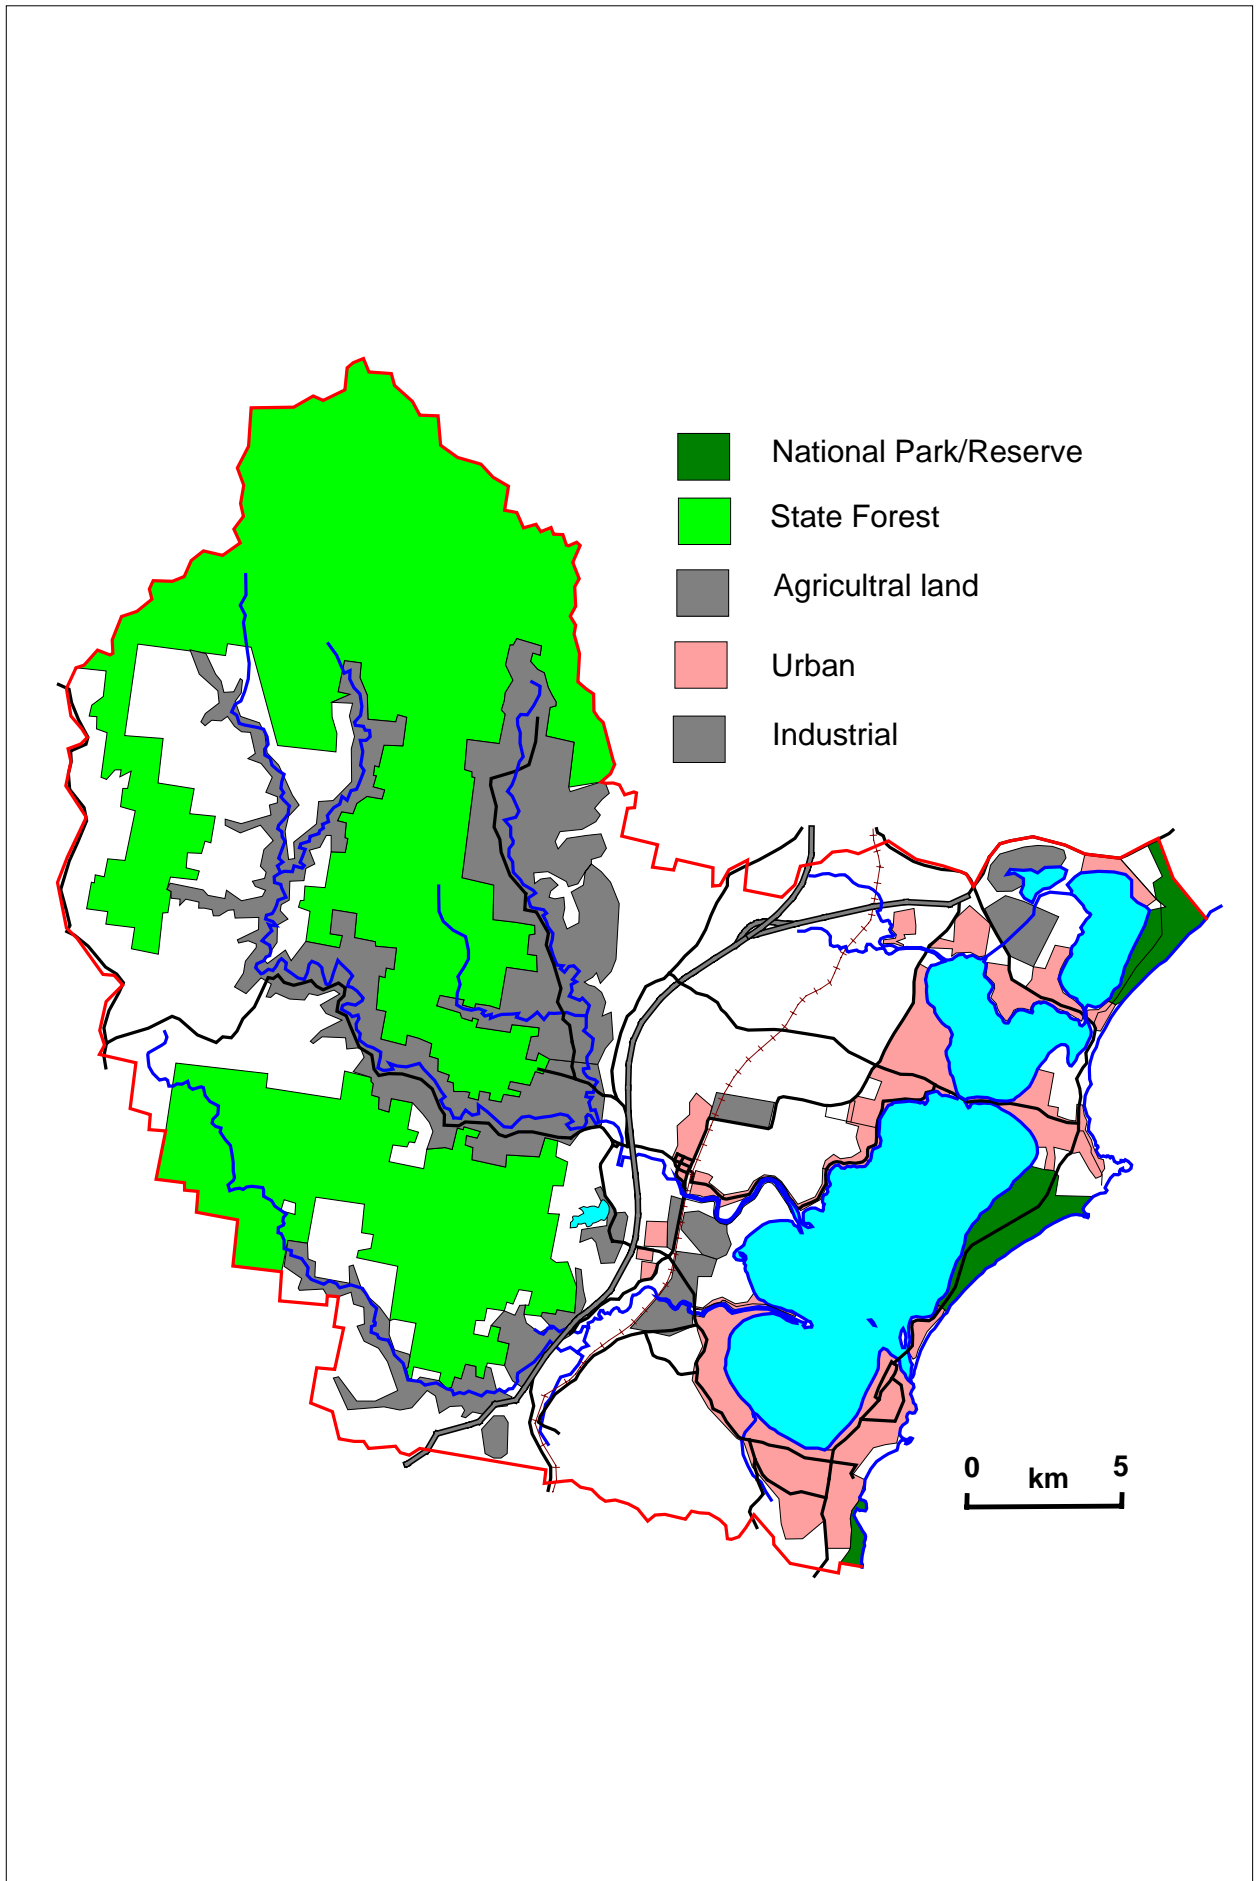 National Park/Reserve
State Forest
Agricultral land
Urban
Industrial
0 km 5